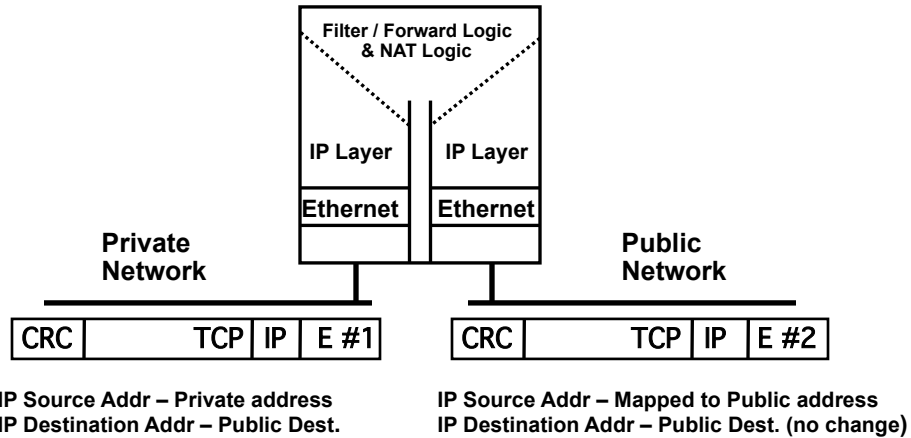 Filter / Forward Logic
& NAT Logic
IP Layer
IP Layer
Ethernet
Ethernet
Private
Network
Public
Network
CRC TCP IP E #1
CRC TCP IP E #2
IP Source Addr – Private address
IP Destination Addr – Public Dest.
IP Source Addr – Mapped to Public address
IP Destination Addr – Public Dest. (no change)